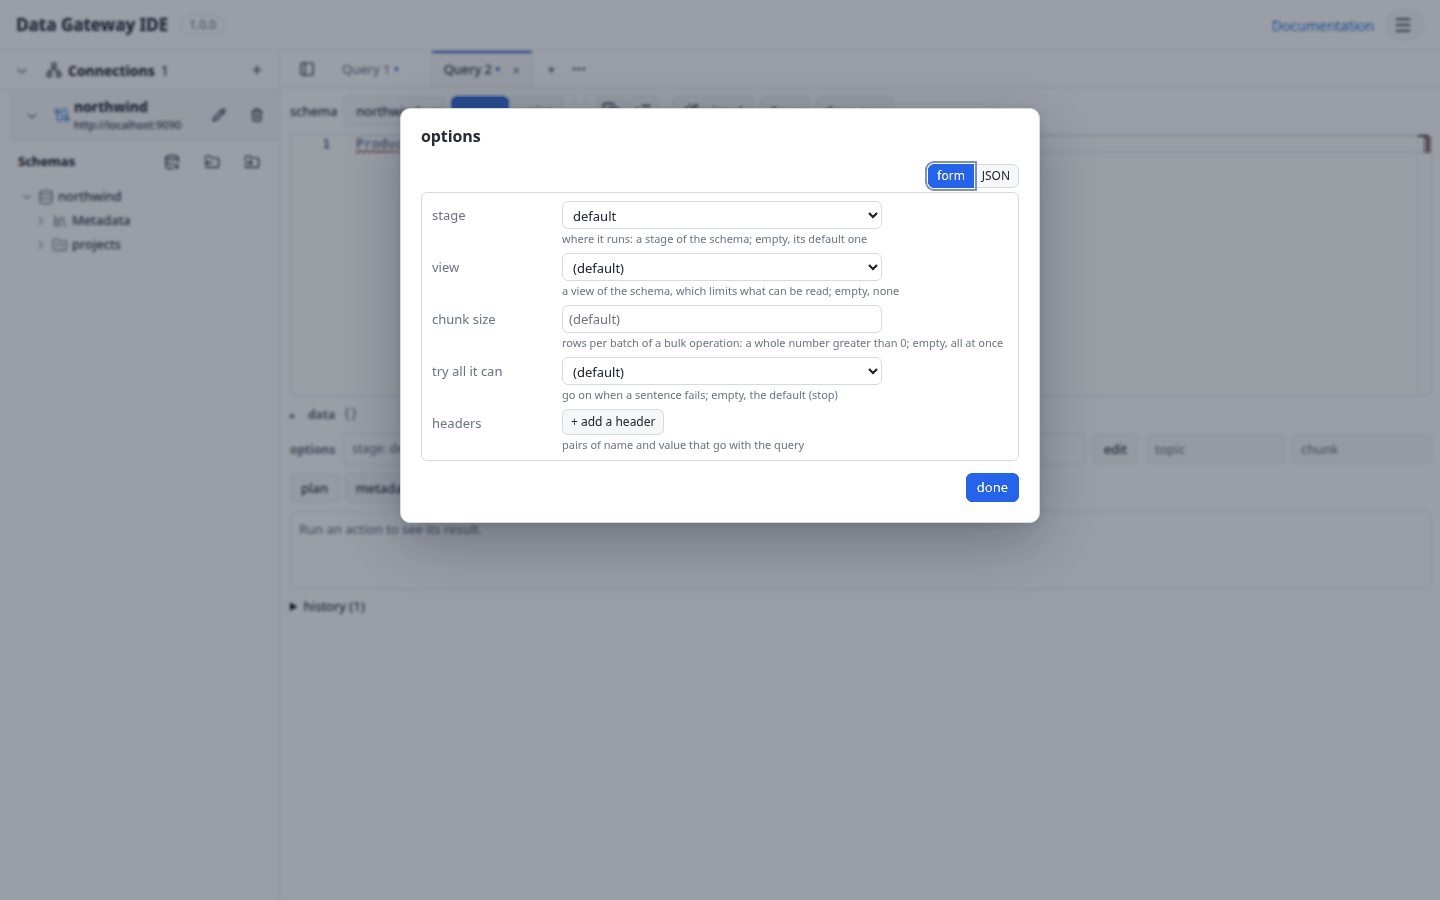 Data Gateway IDE 1.0.0 Documentation
Connections 1
Query 1
Query 2
northwind
http://localhost:9090
schema
Schemas
northwind
Metadata
projects
1
options
form JSON
stage default
where it runs: a stage of the schema; empty, its default one
view (default)
a view of the schema, which limits what can be read; empty, none
chunk size (default)
rows per batch of a bulk operation: a whole number greater than 0; empty, all at once
try all it can (default)
go on when a sentence fails; empty, the default (stop)
headers + add a header
pairs of name and value that go with the query
done
data {}
options stage: edit topic chunk
plan
Run an action to see its result.
history (1)